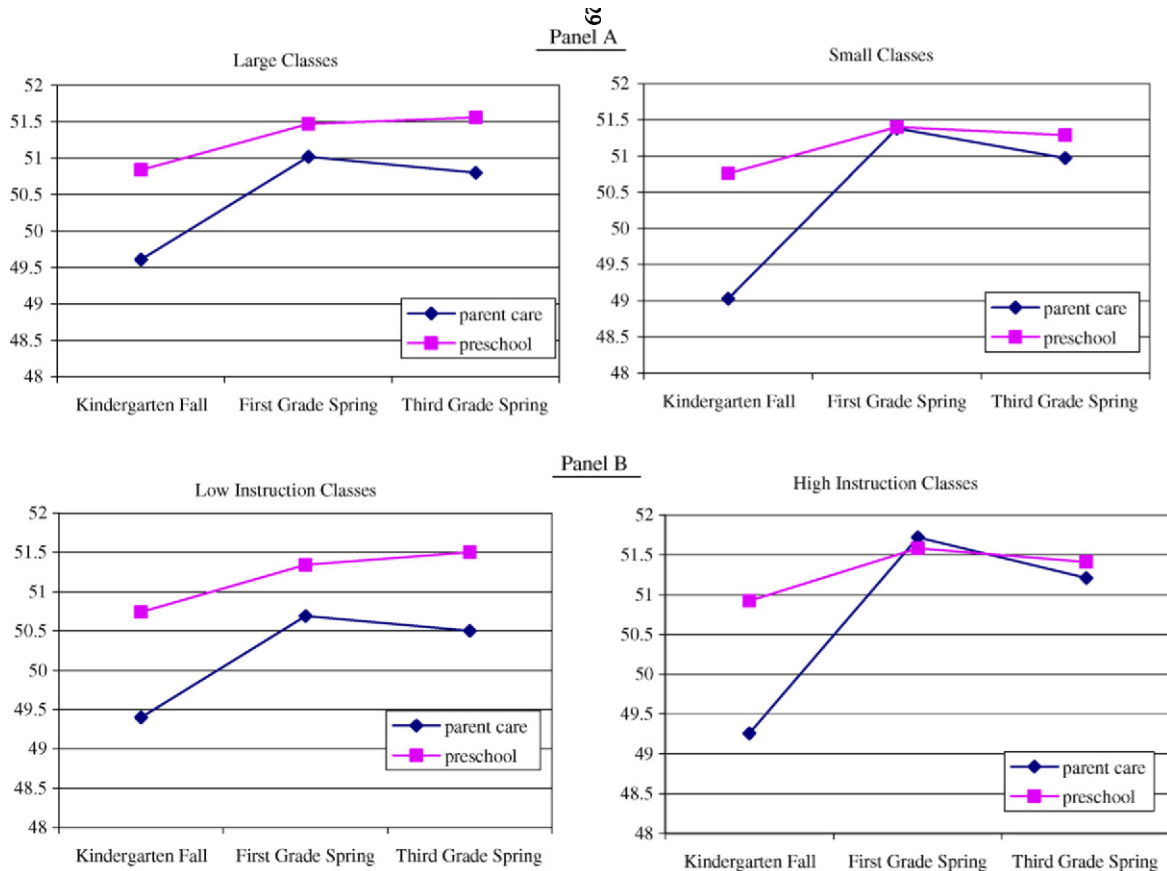 29
Panel A
Large Classes
52
51.5
51
50.5
50
49.5
49
48.5
48
parent care
preschool
Kindergarten Fall First Grade Spring Third Grade Spring
Small Classes
52
51.5
51
50.5
50
49.5
49
48.5
48
parent care
preschool
Kindergarten Fall First Grade Spring Third Grade Spring
Panel B
Low Instruction Classes
52
51.5
51
50.5
50
49.5
49
48.5
48
parent care
preschool
Kindergarten Fall First Grade Spring Third Grade Spring
High Instruction Classes
52
51.5
51
50.5
50
49.5
49
48.5
48
parent care
preschool
Kindergarten Fall First Grade Spring Third Grade Spring